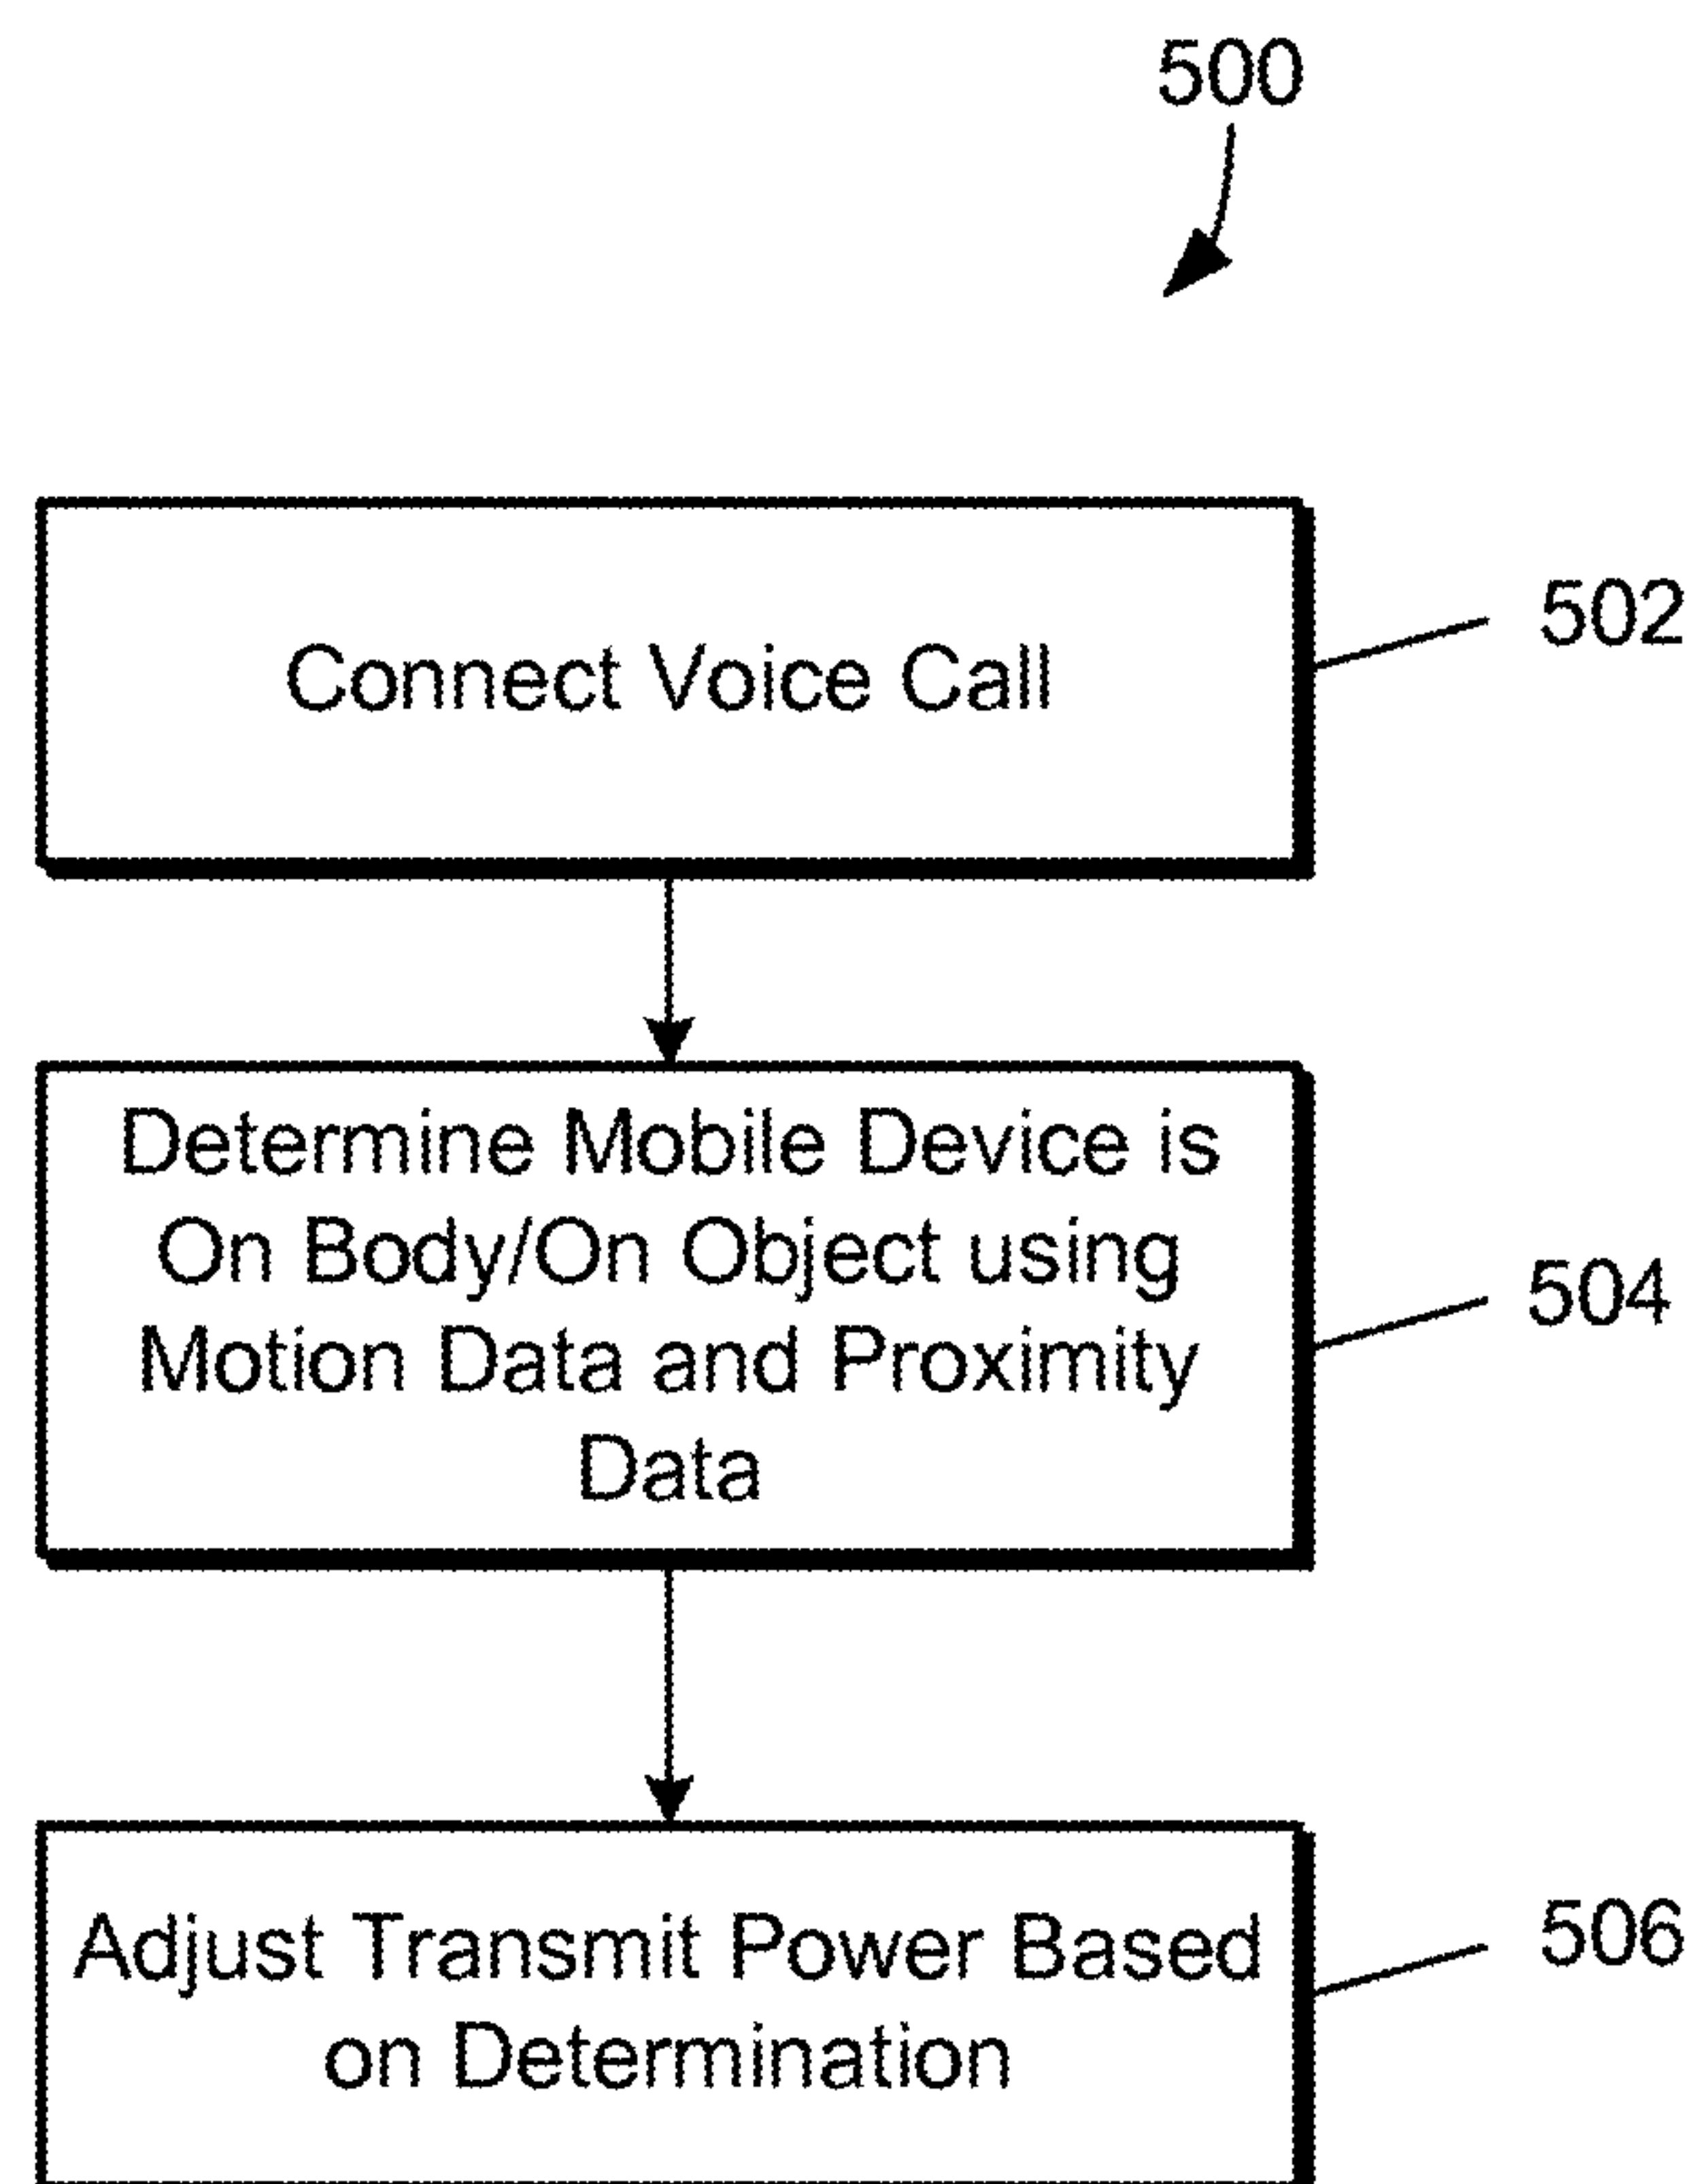 500
Connect Voice Call
502
Determine Mobile Device is
On Body/On Object using
Motion Data and Proximity
Data
504
Adjust Transmit Power Based
on Determination
506